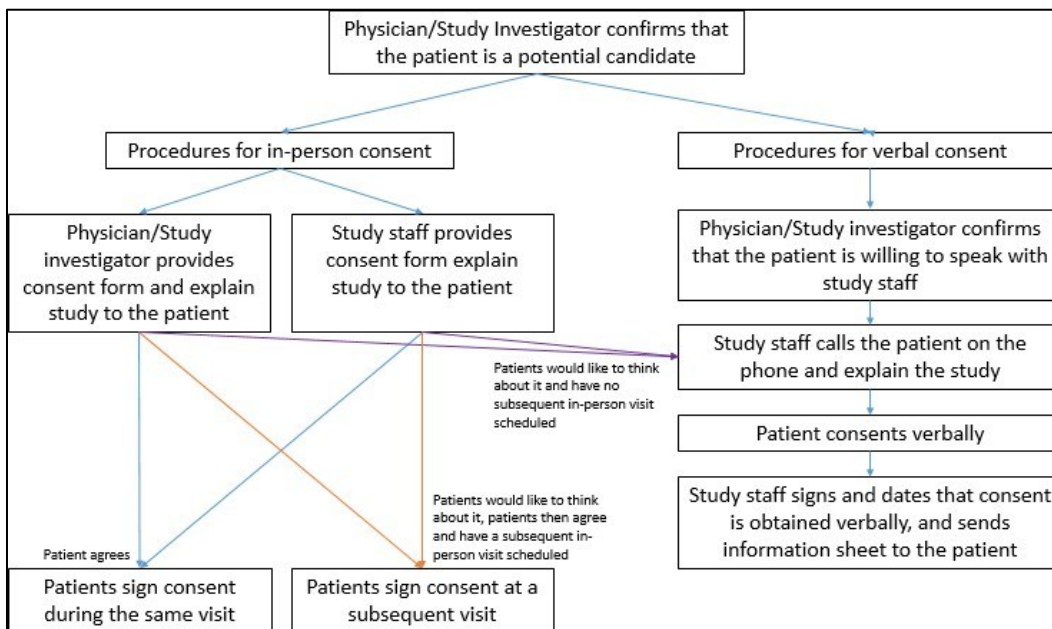 Physician/Study Investigator confirms that
the patient is a potential candidate
Procedures for in-person consent
Procedures for verbal consent
Physician/Study
investigator provides
consent form and explain
study to the patient
Study staff provides
consent form explain
study to the patient
Physician/Study investigator confirms
that the patient is willing to speak with
study staff
Study staff calls the patient on the
phone and explain the study
Patients would like to think
about it and have no
subsequent in-person visit
scheduled
Patient consents verbally
Study staff signs and dates that consent
is obtained verbally, and sends
information sheet to the patient
Patients would like to think
about it, patients then agree
and have a subsequent in-
person visit scheduled
Patient agrees
Patients sign consent
during the same visit
Patients sign consent at a
subsequent visit